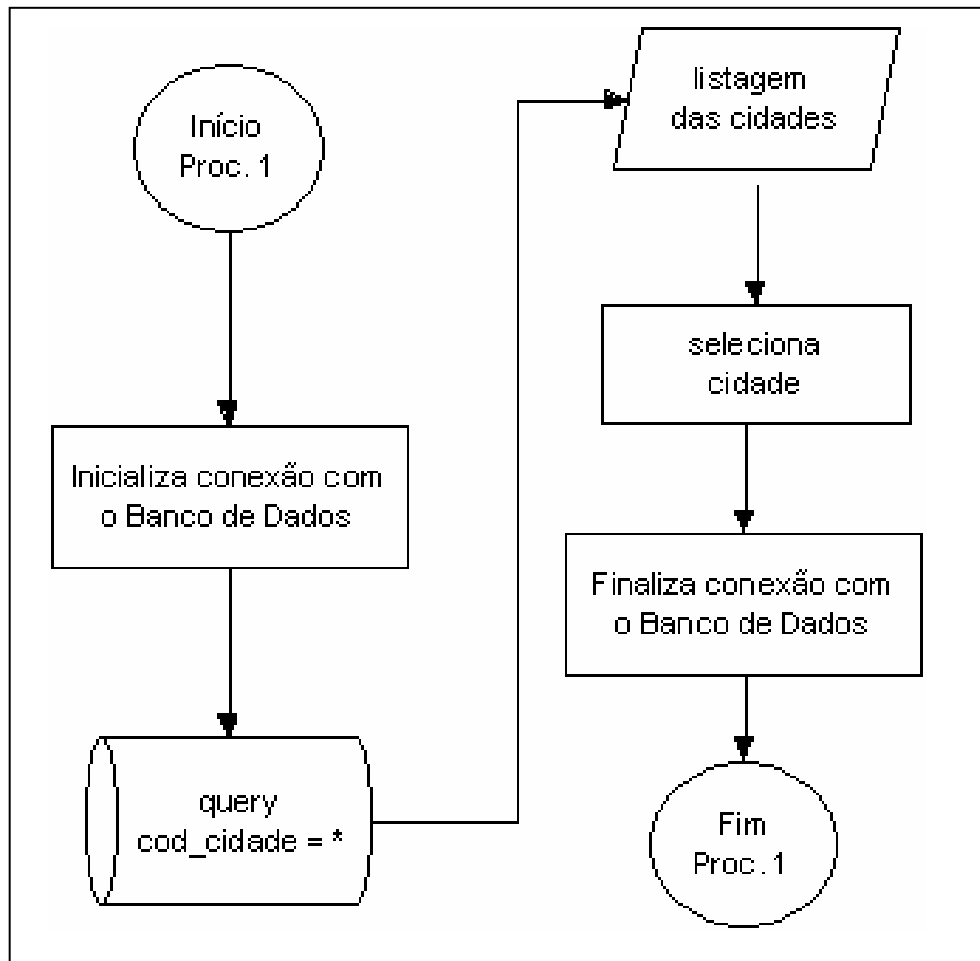 Início
Proc. 1
Inicializa conexão com
o Banco de Dados
query
cod_cidade = *
listagem
das cidades
seleciona
cidade
Finaliza conexão com
o Banco de Dados
Fim
Proc. 1